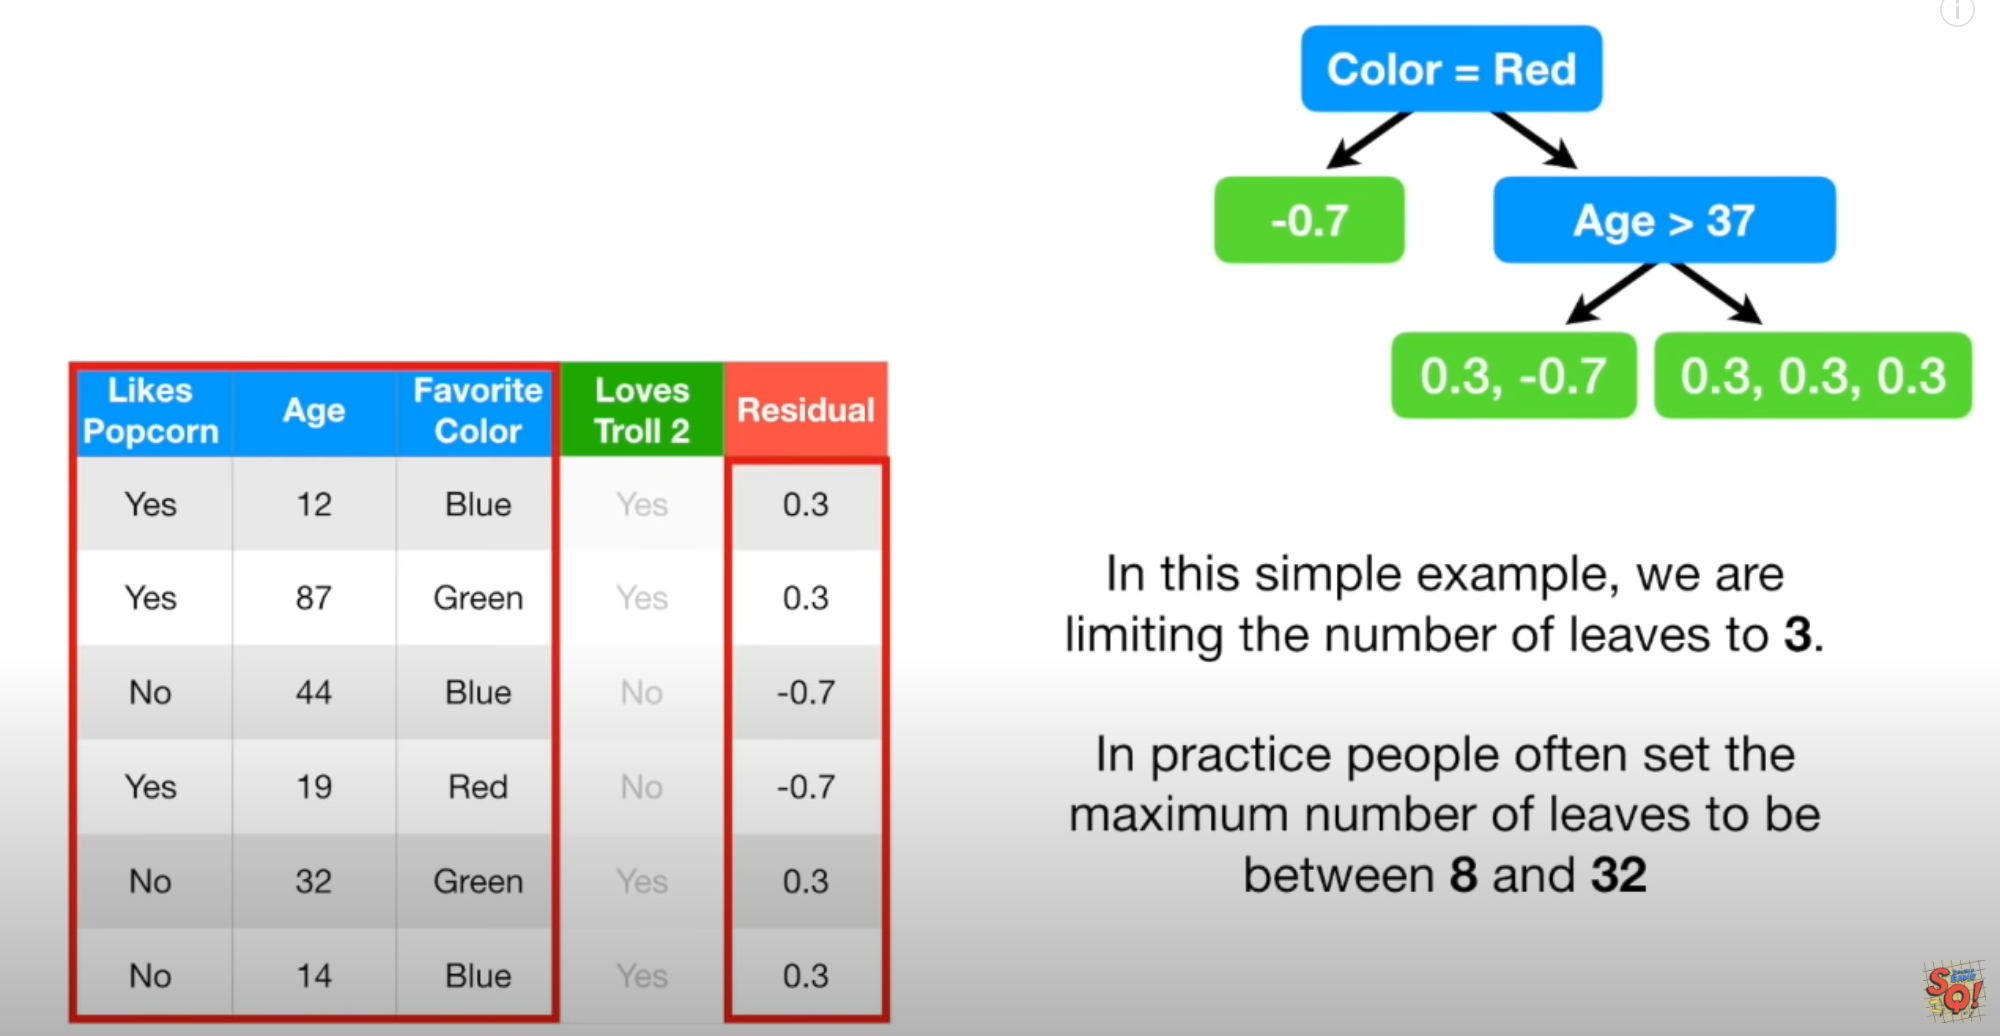 Color = Red
-0.7
Age > 37
0.3, -0.7
0.3, 0.3, 0.3
Likes Popcorn Age Favorite Color Loves Troll 2 Residual
Yes 12 Blue Yes 0.3
Yes 87 Green Yes 0.3
No 44 Blue No -0.7
Yes 19 Red No -0.7
No 32 Green Yes 0.3
No 14 Blue Yes 0.3
In this simple example, we are
limiting the number of leaves to 3.
In practice people often set the
maximum number of leaves to be
between 8 and 32